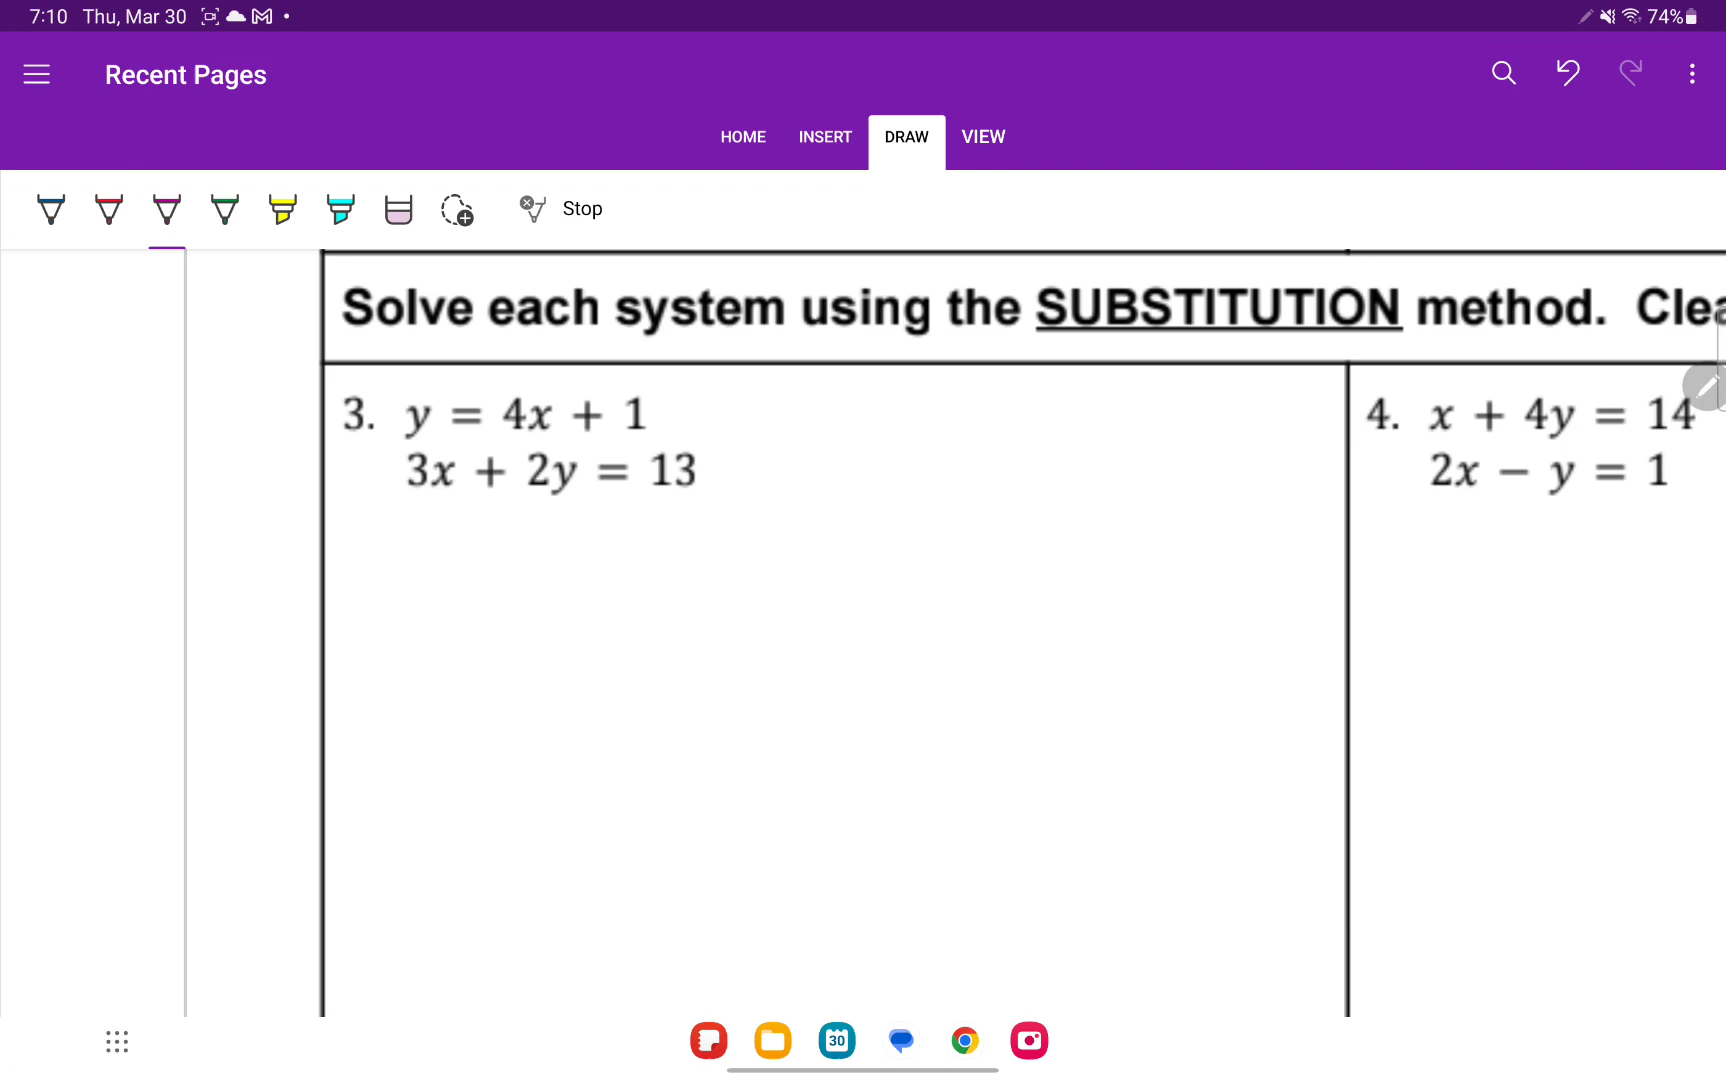 7:10 Thu, Mar 30 74%
Recent Pages
HOME INSERT DRAW VIEW
Stop
Solve each system using the SUBSTITUTION method. Clea
3. y = 4x + 1
3x + 2y = 13
4. x + 4y = 14
2x − y = 1
30